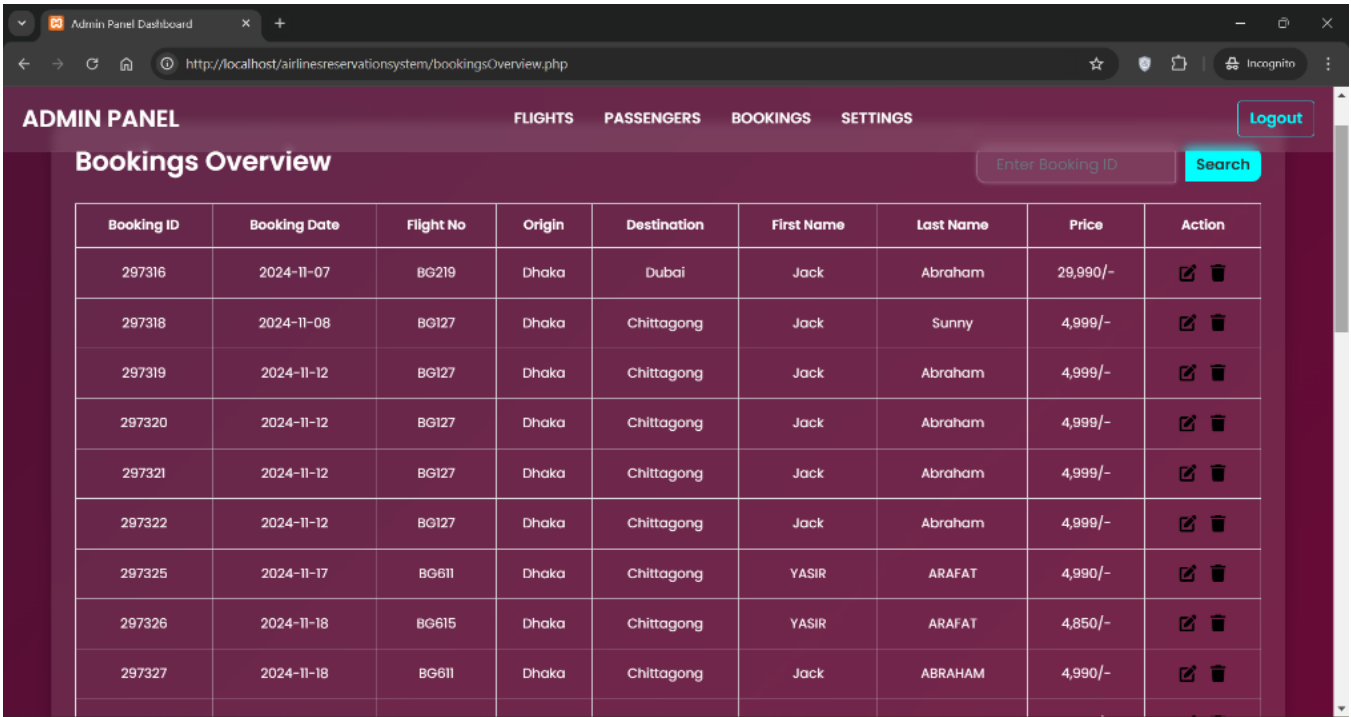 Admin Panel Dashboard
http://localhost/airlinesreservationsystem/bookingsOverview.php
Incognito
ADMIN PANEL FLIGHTS PASSENGERS BOOKINGS SETTINGS Logout
Bookings Overview Enter Booking ID Search
Booking ID Booking Date Flight No Origin Destination First Name Last Name Price Action
297316 2024-11-07 BG219 Dhaka Dubai Jack Abraham 29,990/-
297318 2024-11-08 BG127 Dhaka Chittagong Jack Sunny 4,999/-
297319 2024-11-12 BG127 Dhaka Chittagong Jack Abraham 4,999/-
297320 2024-11-12 BG127 Dhaka Chittagong Jack Abraham 4,999/-
297321 2024-11-12 BG127 Dhaka Chittagong Jack Abraham 4,999/-
297322 2024-11-12 BG127 Dhaka Chittagong Jack Abraham 4,999/-
297325 2024-11-17 BG611 Dhaka Chittagong YASIR ARAFAT 4,990/-
297326 2024-11-18 BG615 Dhaka Chittagong YASIR ARAFAT 4,850/-
297327 2024-11-18 BG611 Dhaka Chittagong Jack ABRAHAM 4,990/-